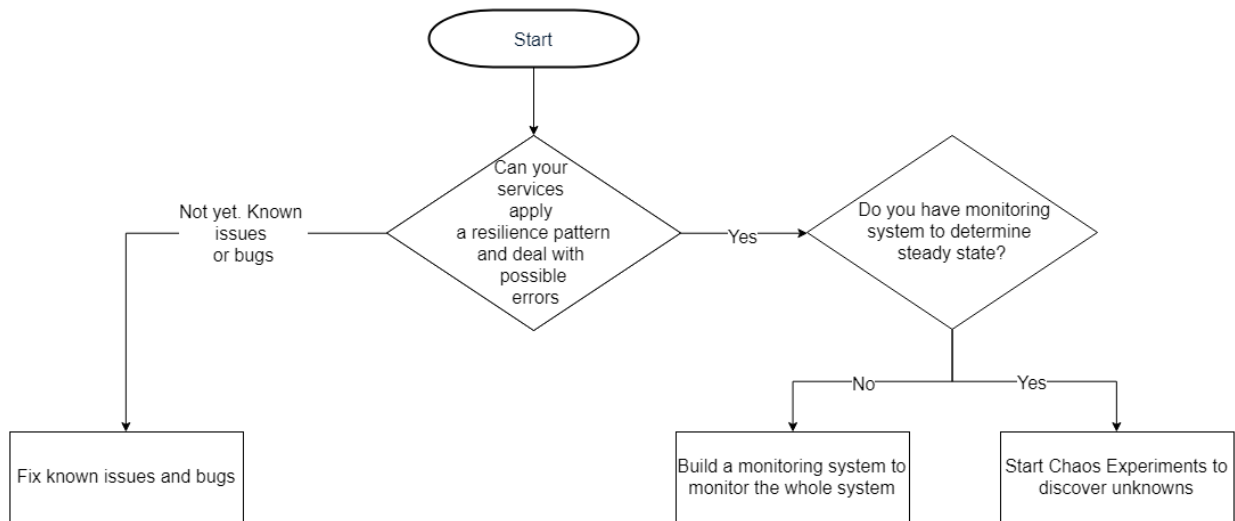 Start
Can your
services
apply
a resilience pattern
and deal with
possible
errors
Not yet. Known
issues
or bugs
Yes
Do you have monitoring
system to determine
steady state?
No
Yes
Fix known issues and bugs
Build a monitoring system to
monitor the whole system
Start Chaos Experiments to
discover unknowns